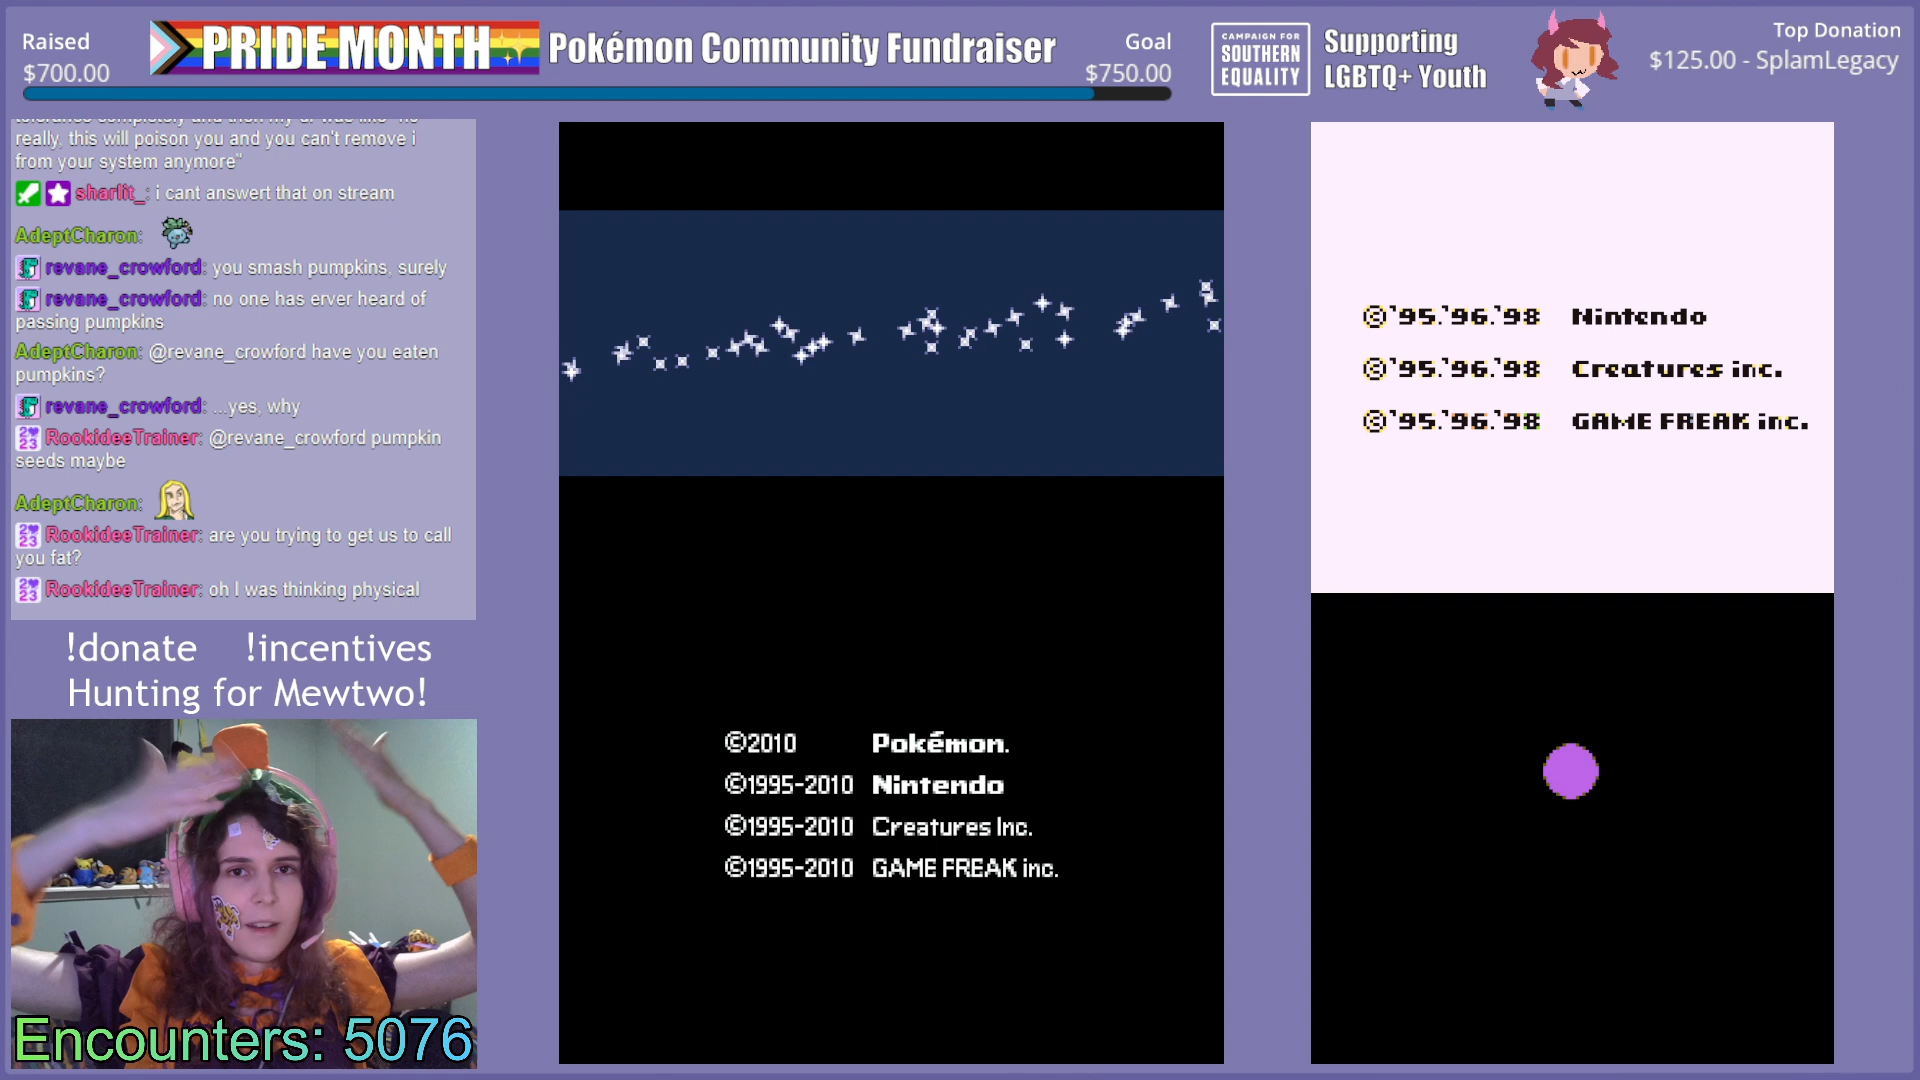 Raised
$700.00
PRIDE MONTH
Pokémon Community Fundraiser
Goal
$750.00
CAMPAIGN FOR
SOUTHERN
EQUALITY
Supporting
LGBTQ+ Youth
Top Donation
$125.00 - SplamLegacy
really, this will poison you and you can't remove i
from your system anymore"
sharlit_: i cant answert that on stream
AdeptCharon:
revane_crowford: you smash pumpkins, surely
revane_crowford: no one has erver heard of
passing pumpkins
AdeptCharon: @revane_crowford have you eaten
pumpkins?
revane_crowford: ...yes, why
RookideeTrainer: @revane_crowford pumpkin
seeds maybe
AdeptCharon:
RookideeTrainer: are you trying to get us to call
you fat?
RookideeTrainer: oh I was thinking physical
!donate !incentives
Hunting for Mewtwo!
Encounters: 5076
©2010 Pokémon.
©1995-2010 Nintendo
©1995-2010 Creatures Inc.
©1995-2010 GAME FREAK inc.
©'95.'96.'98 Nintendo
©'95.'96.'98 Creatures inc.
©'95.'96.'98 GAME FREAK inc.